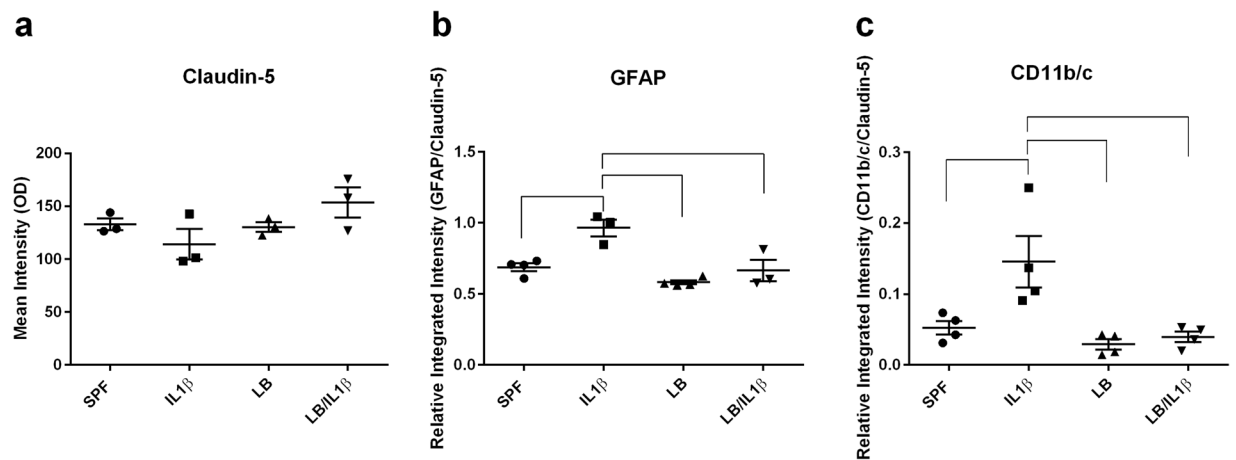 a
Claudin-5
Mean Intensity (OD)
200
150
100
50
0
SPF
IL1β
LB
LB/IL1β
b
GFAP
Relative Integrated Intensity (GFAP/Claudin-5)
1.5
1.0
0.5
0.0
SPF
IL1β
LB
LB/IL1β
c
CD11b/c
Relative Integrated Intensity (CD11b/c/Claudin-5)
0.3
0.2
0.1
0.0
SPF
IL1β
LB
LB/IL1β